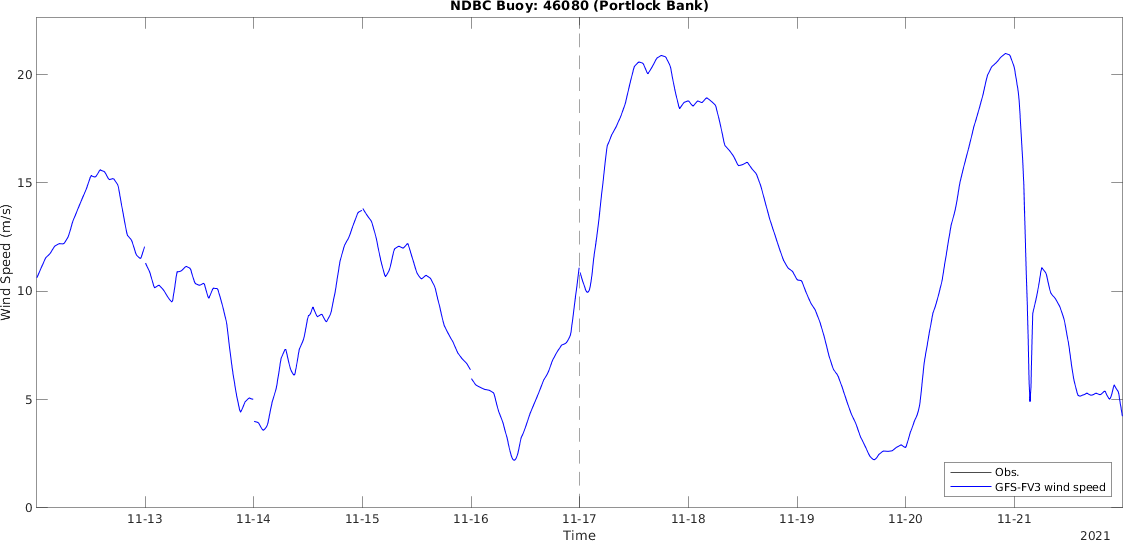 NDBC Buoy: 46080 (Portlock Bank)
20
15
10
5
0
Wind Speed (m/s)
Obs.
GFS-FV3 wind speed
11-13 11-14 11-15 11-16 11-17 11-18 11-19 11-20 11-21
Time
2021